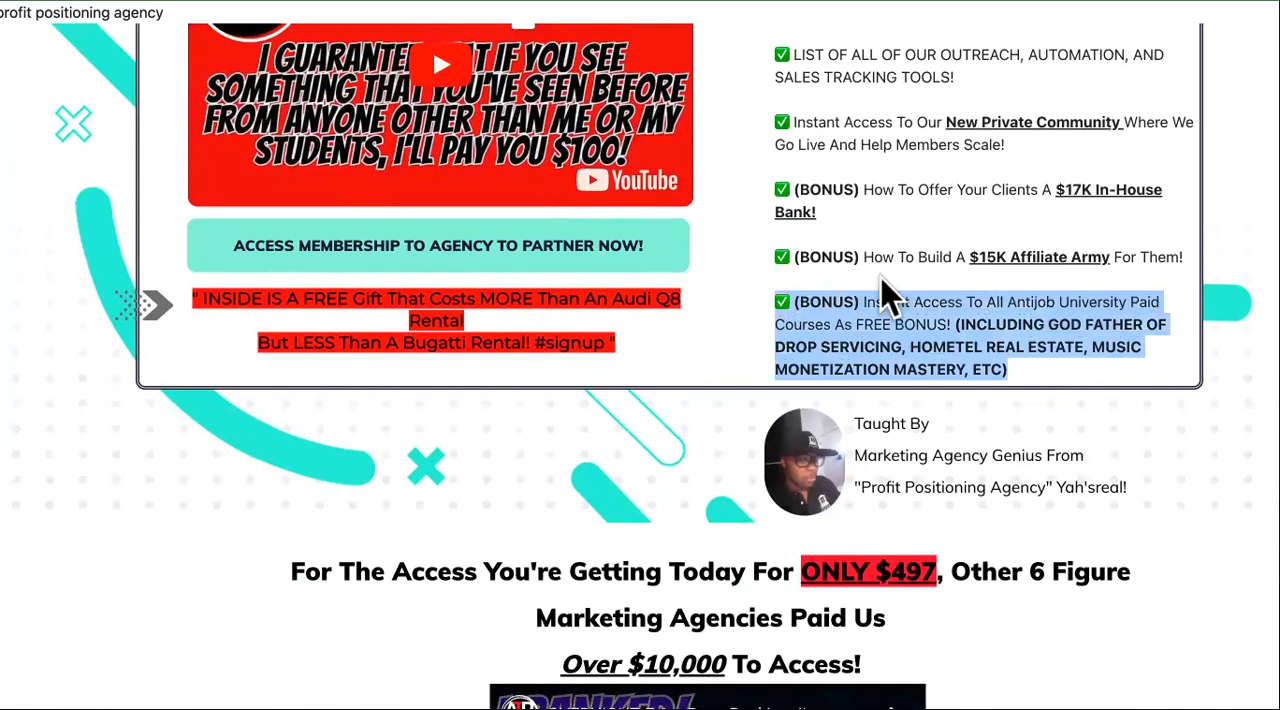 profit positioning agency
I GUARANTEE THAT IF YOU SEE
SOMETHING THAT YOU'VE SEEN BEFORE
FROM ANYONE OTHER THAN ME OR MY
STUDENTS, I'LL PAY YOU $100!
YouTube
ACCESS MEMBERSHIP TO AGENCY TO PARTNER NOW!
" INSIDE IS A FREE Gift That Costs MORE Than An Audi Q8
Rental
But LESS Than A Bugatti Rental! #signup "
✅ LIST OF ALL OF OUR OUTREACH, AUTOMATION, AND
SALES TRACKING TOOLS!
✅ Instant Access To Our New Private Community Where We
Go Live And Help Members Scale!
✅ (BONUS) How To Offer Your Clients A $17K In-House
Bank!
✅ (BONUS) How To Build A $15K Affiliate Army For Them!
✅ (BONUS) Instant Access To All Antijob University Paid
Courses As FREE BONUS! (INCLUDING GOD FATHER OF
DROP SERVICING, HOMETEL REAL ESTATE, MUSIC
MONETIZATION MASTERY, ETC)
Taught By
Marketing Agency Genius From
"Profit Positioning Agency" Yah'sreal!
For The Access You're Getting Today For ONLY $497, Other 6 Figure
Marketing Agencies Paid Us
Over $10,000 To Access!